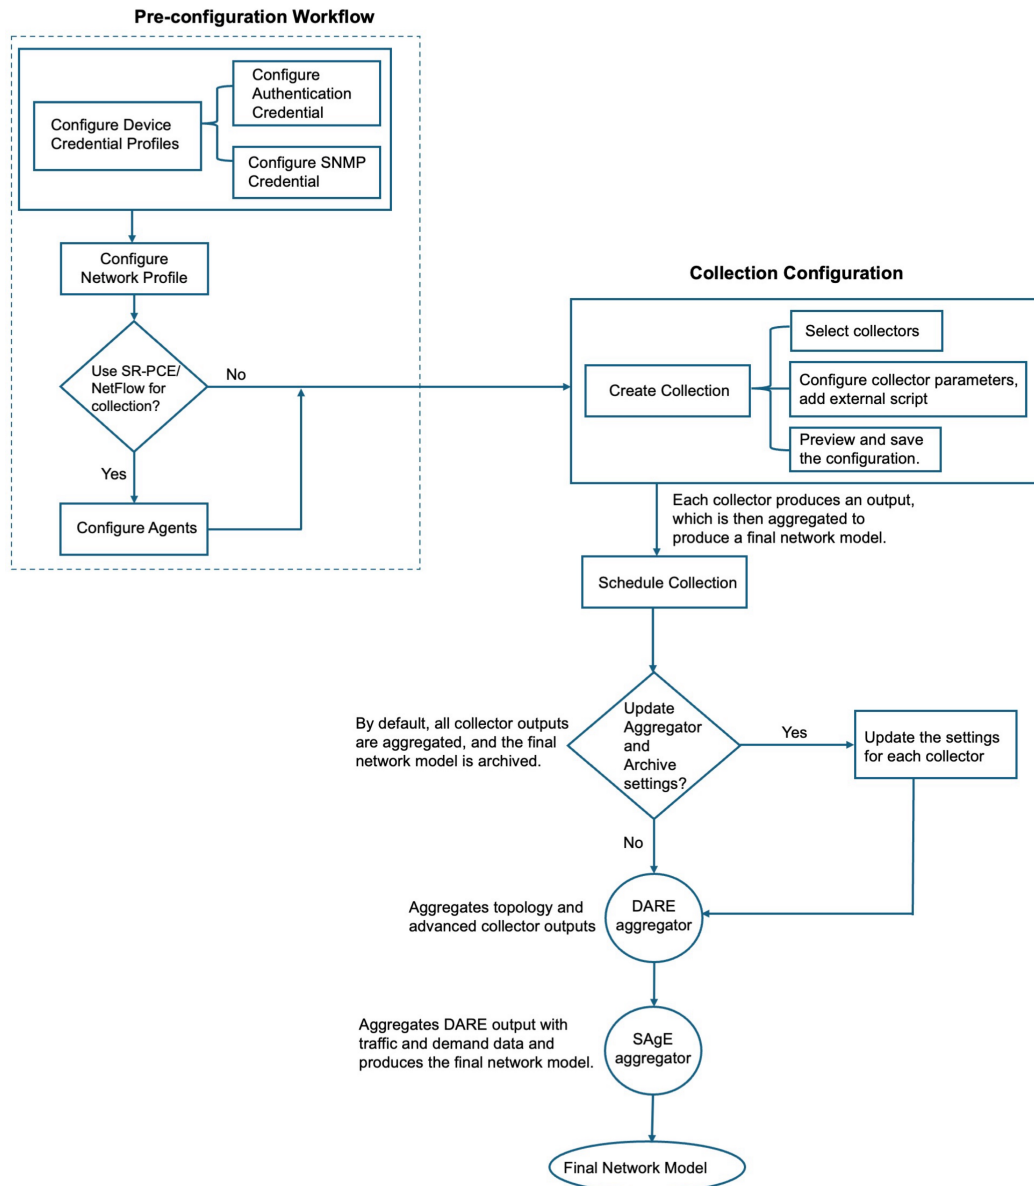 Pre-configuration Workflow
Configure
Authentication
Credential
Configure Device
Credential Profiles
Configure SNMP
Credential
Configure
Network Profile
Use SR-PCE/
NetFlow for
collection?
No
Yes
Configure Agents
Collection Configuration
Select collectors
Create Collection
Configure collector parameters,
add external script
Preview and save
the configuration.
Each collector produces an output,
which is then aggregated to
produce a final network model.
Schedule Collection
By default, all collector outputs
are aggregated, and the final
network model is archived.
Update
Aggregator
and
Archive
settings?
Yes
Update the settings
for each collector
No
Aggregates topology and
advanced collector outputs
DARE
aggregator
Aggregates DARE output with
traffic and demand data and
produces the final network model.
SAgE
aggregator
Final Network Model